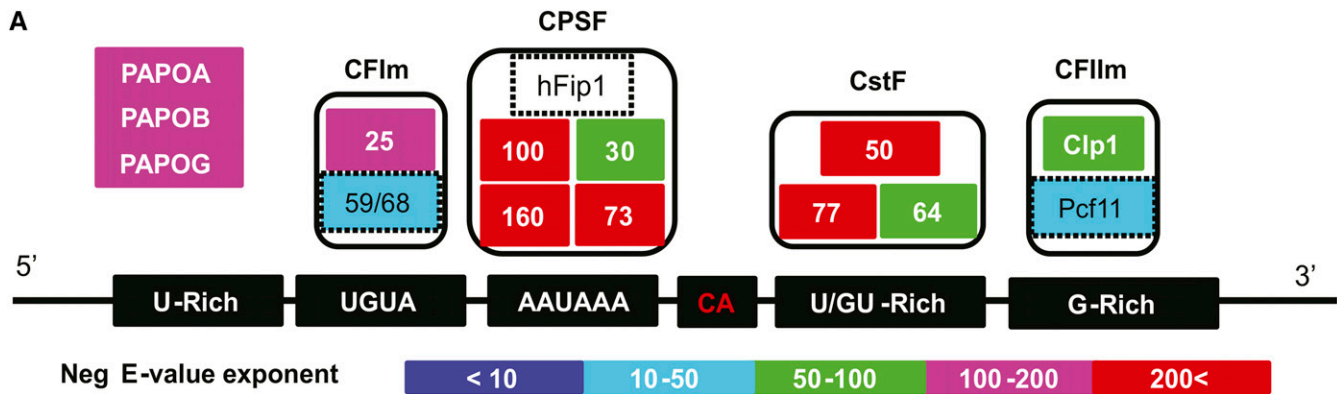 A
CPSF
CFIm
CstF
CFIIm
PAPOA
PAPOB
PAPOG
hFip1
25
100
30
50
Clp1
59/68
160
73
77
64
Pcf11
5’
3’
U-Rich
UGUA
AAUAAA
CA
U/GU -Rich
G-Rich
Neg E-value exponent
< 10
10-50
50-100
100-200
200<